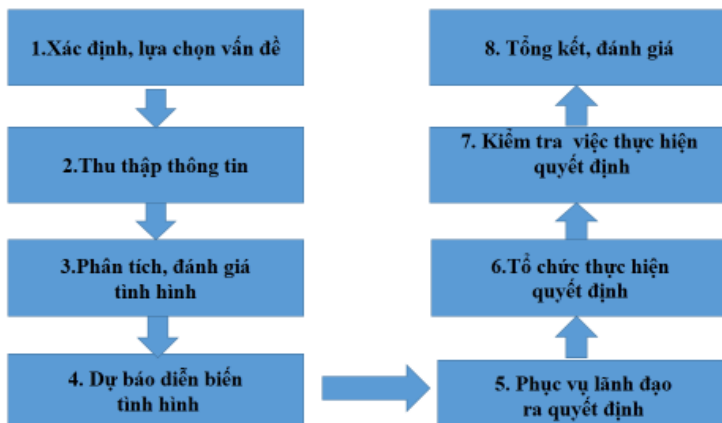 1.Xác định, lựa chọn vấn đề
2.Thu thập thông tin
3.Phân tích, đánh giá
tình hình
4. Dự báo diễn biến
tình hình
5. Phục vụ lãnh đạo
ra quyết định
6.Tổ chức thực hiện
quyết định
7. Kiểm tra việc thực hiện
quyết định
8. Tổng kết, đánh giá